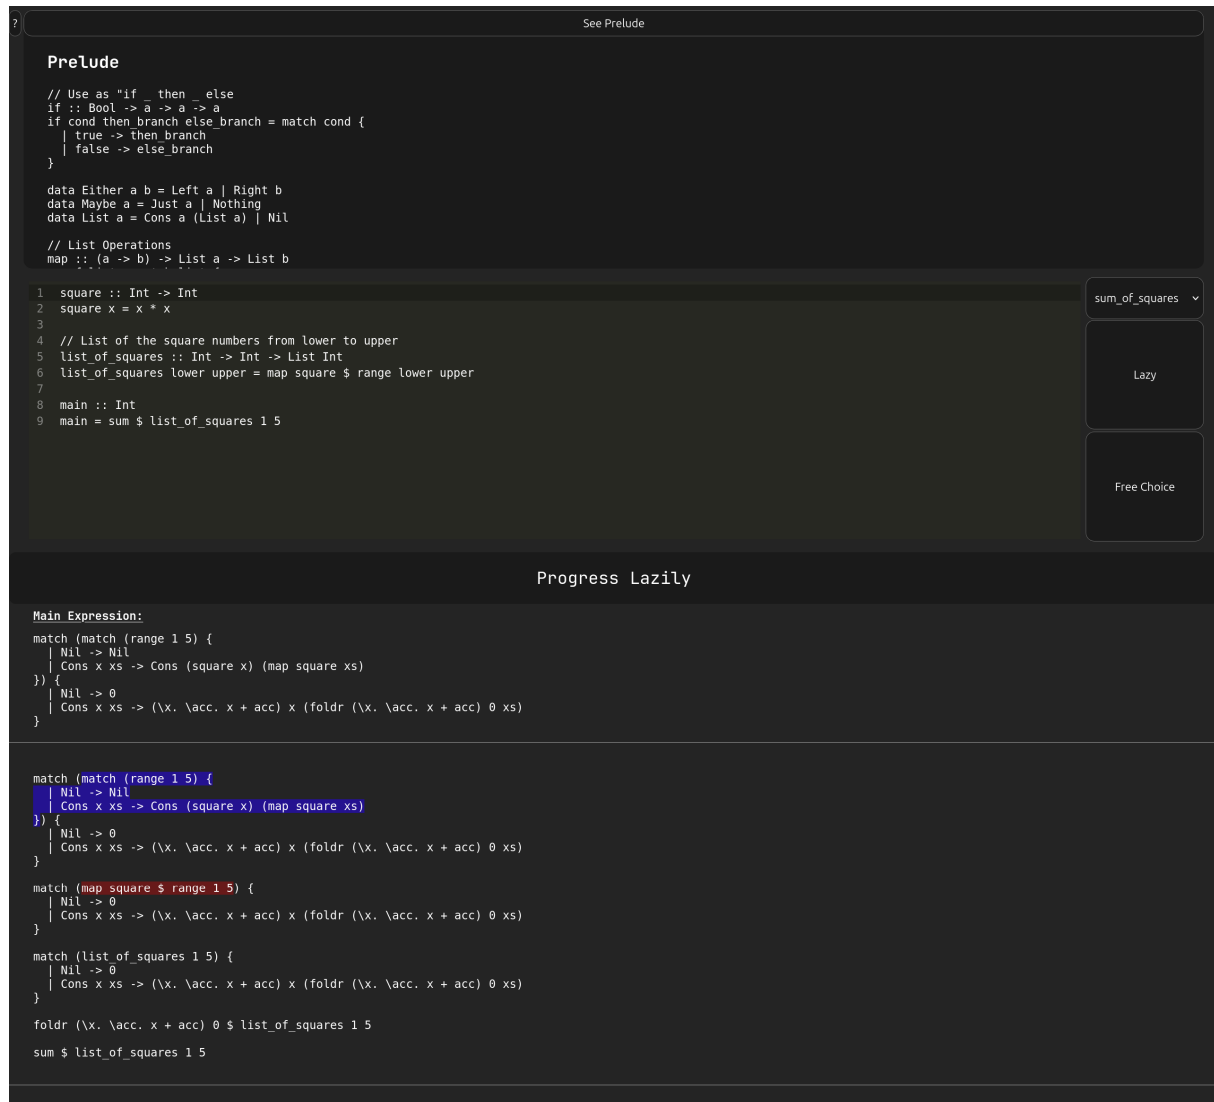 ?
See Prelude
Prelude
// Use as "if _ then _ else
if :: Bool -> a -> a -> a
if cond then_branch else_branch = match cond {
  | true -> then_branch
  | false -> else_branch
}
data Either a b = Left a | Right b
data Maybe a = Just a | Nothing
data List a = Cons a (List a) | Nil
// List Operations
map :: (a -> b) -> List a -> List b
1 square :: Int -> Int
2 square x = x * x
3
4 // List of the square numbers from lower to upper
5 list_of_squares :: Int -> Int -> List Int
6 list_of_squares lower upper = map square $ range lower upper
7
8 main :: Int
9 main = sum $ list_of_squares 1 5
sum_of_squares
Lazy
Free Choice
Progress Lazily
Main Expression:
match (match (range 1 5) {
  | Nil -> Nil
  | Cons x xs -> Cons (square x) (map square xs)
}) {
  | Nil -> 0
  | Cons x xs -> (\x. \acc. x + acc) x (foldr (\x. \acc. x + acc) 0 xs)
}
match (match (range 1 5) {
  | Nil -> Nil
  | Cons x xs -> Cons (square x) (map square xs)
}) {
  | Nil -> 0
  | Cons x xs -> (\x. \acc. x + acc) x (foldr (\x. \acc. x + acc) 0 xs)
}
match (map square $ range 1 5) {
  | Nil -> 0
  | Cons x xs -> (\x. \acc. x + acc) x (foldr (\x. \acc. x + acc) 0 xs)
}
match (list_of_squares 1 5) {
  | Nil -> 0
  | Cons x xs -> (\x. \acc. x + acc) x (foldr (\x. \acc. x + acc) 0 xs)
}
foldr (\x. \acc. x + acc) 0 $ list_of_squares 1 5
sum $ list_of_squares 1 5